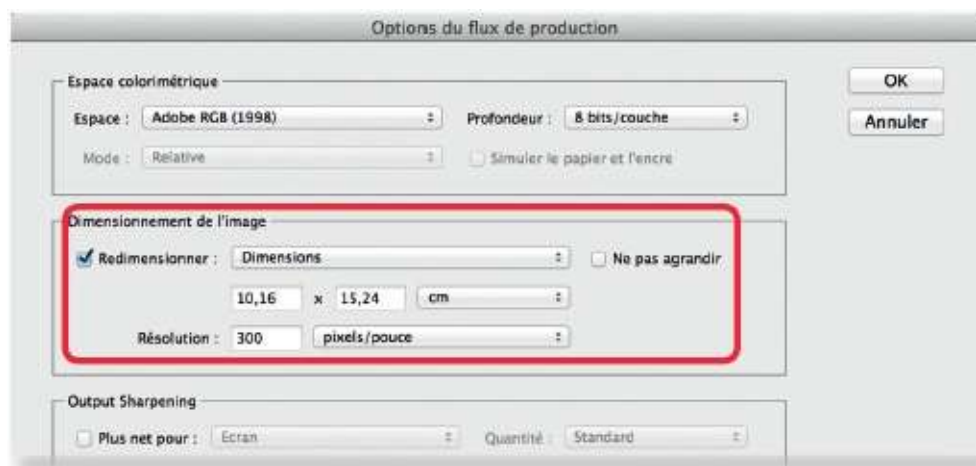 Options du flux de production
Espace colorimétrique
OK
Espace : Adobe RGB (1998) Profondeur : 8 bits/couche
Annuler
Mode : Relative Simuler le papier et l'encre
Dimensionnement de l'image
Redimensionner : Dimensions Ne pas agrandir
10,16 x 15,24 cm
Résolution : 300 pixels/pouce
Output Sharpening
Plus net pour : Ecran Quantité : Standard